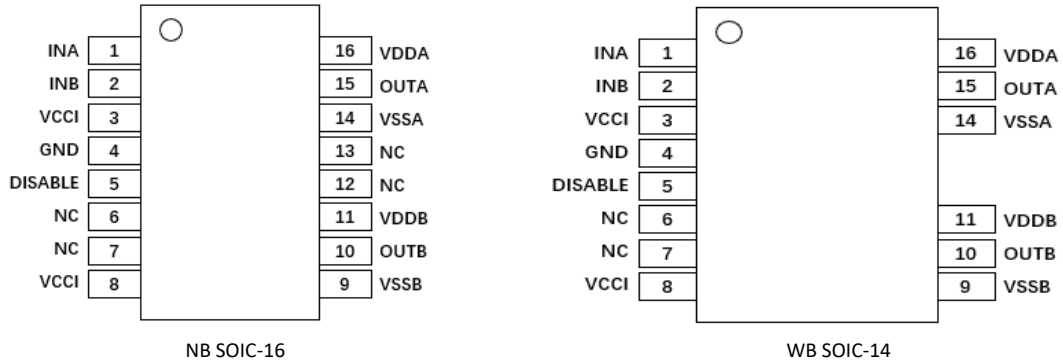 INA 1 16 VDDA
INB 2 15 OUTA
VCCI 3 14 VSSA
GND 4 13 NC
DISABLE 5 12 NC
NC 6 11 VDDB
NC 7 10 OUTB
VCCI 8 9 VSSB
NB SOIC-16
INA 1 16 VDDA
INB 2 15 OUTA
VCCI 3 14 VSSA
GND 4
DISABLE 5
NC 6 11 VDDB
NC 7 10 OUTB
VCCI 8 9 VSSB
WB SOIC-14